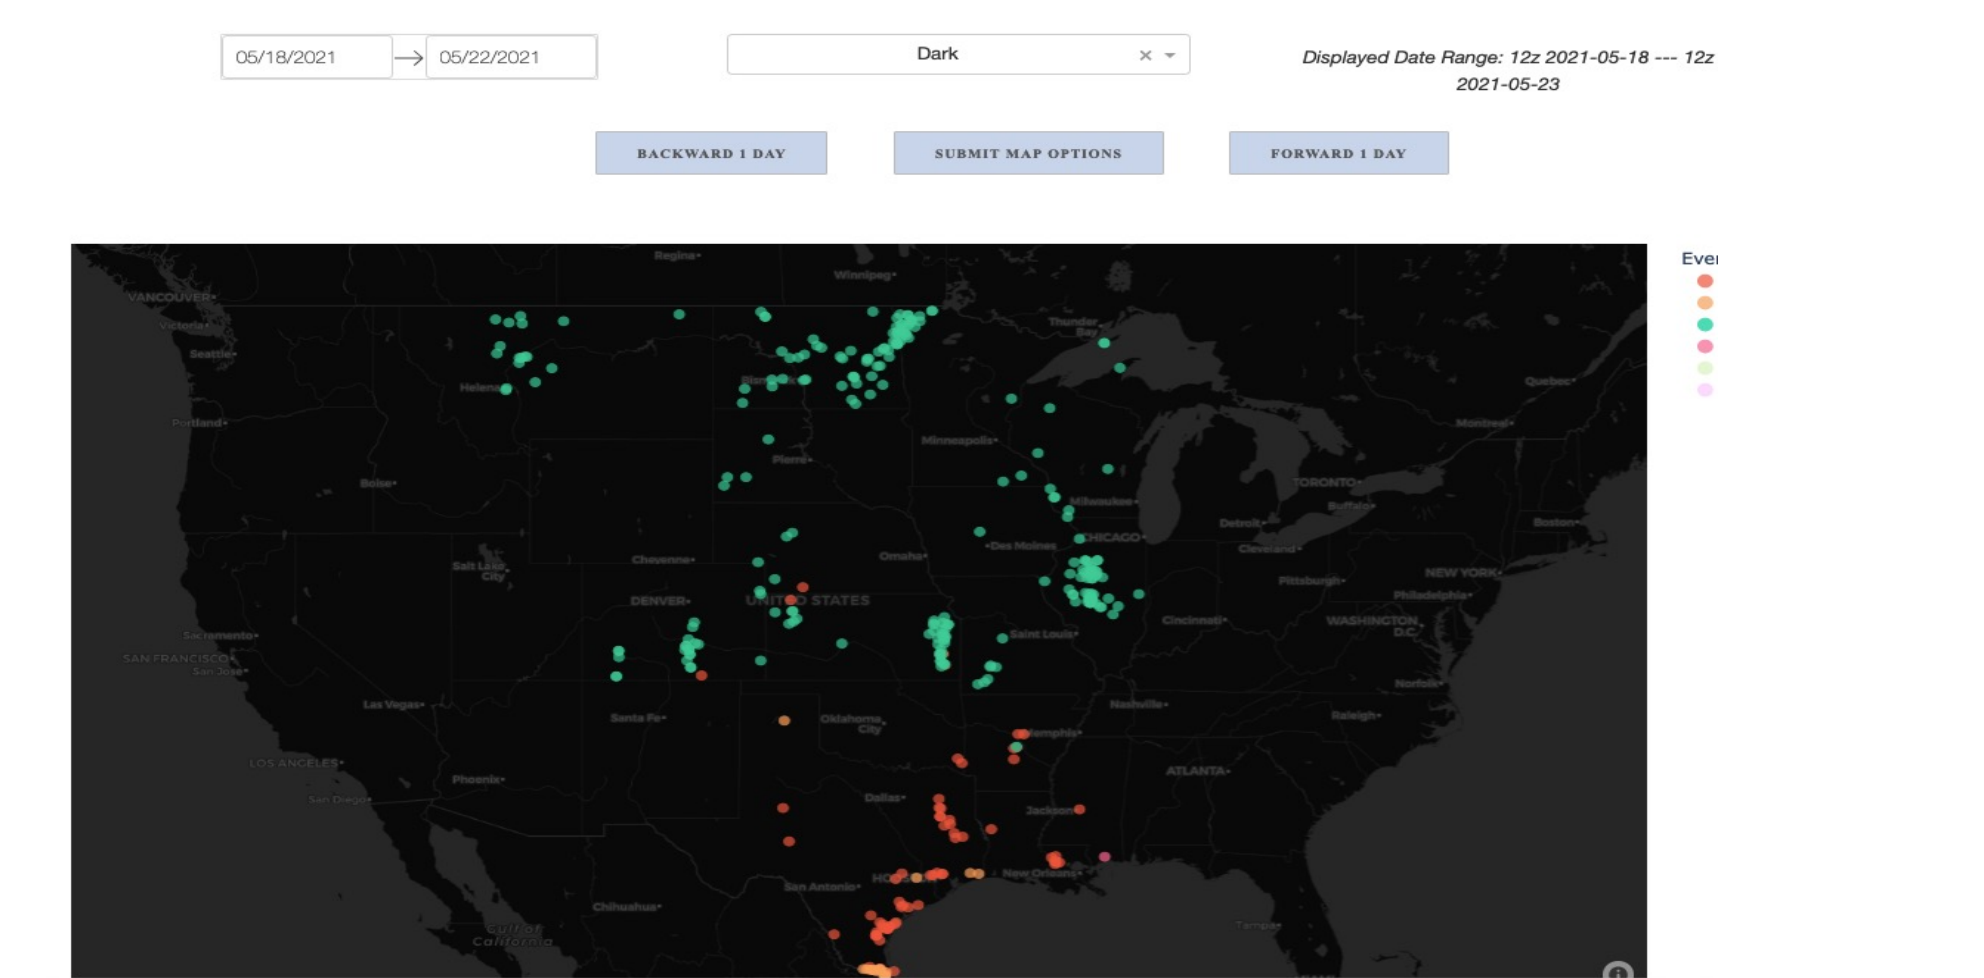 05/18/2021 → 05/22/2021
Dark
Displayed Date Range: 12z 2021-05-18 --- 12z
2021-05-23
BACKWARD 1 DAY
SUBMIT MAP OPTIONS
FORWARD 1 DAY
Regina
Winnipeg
VANCOUVER
Victoria
Seattle
Thunder
Bay
Helena
Quebec
Portland
Montreal
Minneapolis
Pierre
Boise
TORONTO
Milwaukee
Buffalo
Detroit
Boston
CHICAGO
Des Moines
Cleveland
Omaha
Cheyenne
Salt Lake
City
NEW YORK
Pittsburgh
Philadelphia
DENVER
UNITED STATES
Cincinnati
WASHINGTON
D.C.
Sacramento
Saint Louis
SAN FRANCISCO
San Jose
Norfolk
Las Vegas
Nashville
Santa Fe
Oklahoma
City
Raleigh
LOS ANGELES
ATLANTA
Phoenix
San Diego
Dallas
Jackson
New Orleans
San Antonio
Chihuahua
Tampa
Gulf of
California
Ever